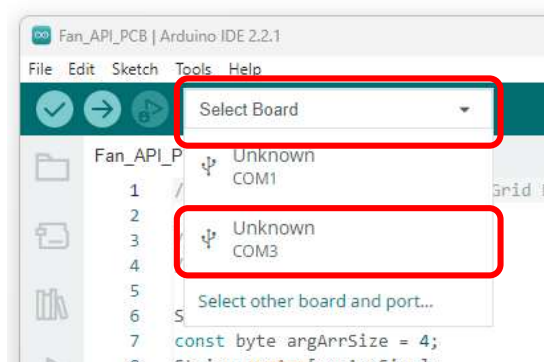 Fan_API_PCB | Arduino IDE 2.2.1
File Edit Sketch Tools Help
Select Board
Fan_API_P
Unknown
COM1
Unknown
COM3
Select other board and port...
1 /
Grid
2
3
4
5
6 S
7 const byte argArrSize = 4;